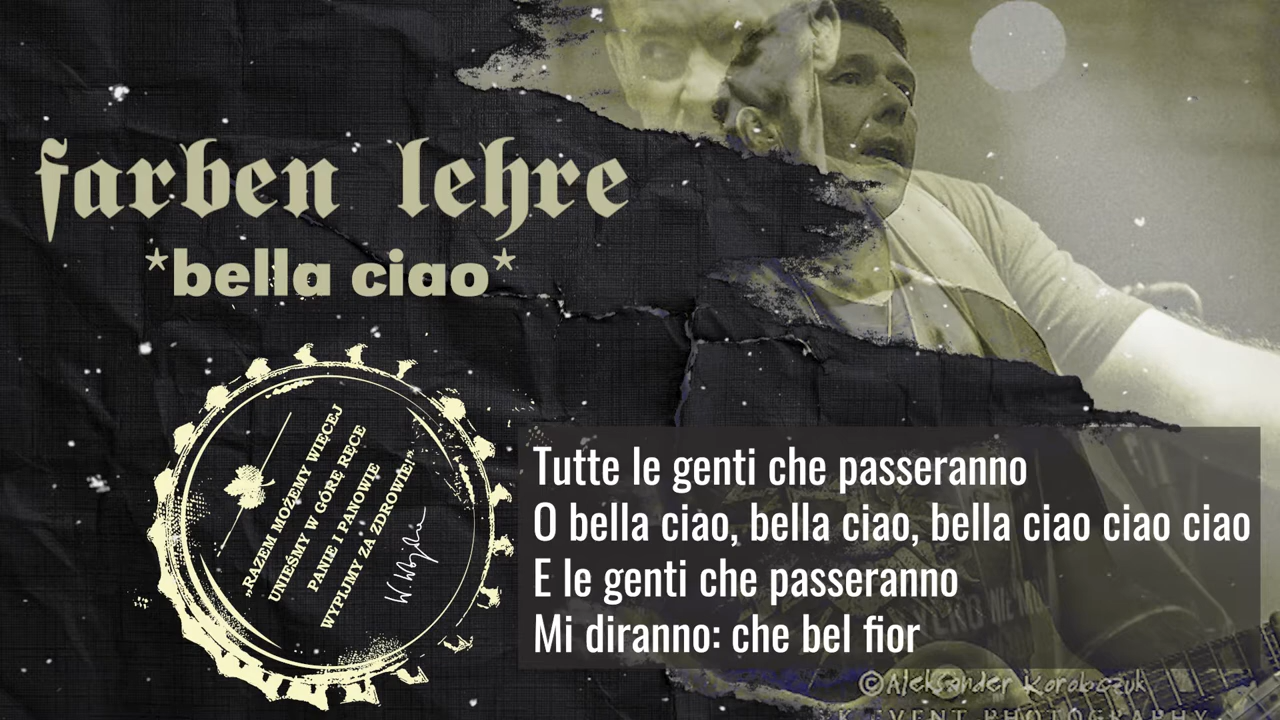 farben lehre
*bella ciao*
„RAZEM MOŻEMY WIĘCEJ
UNIEŚMY W GÓRĘ RĘCE
PANIE I PANOWIE
WYPIJMY ZA ZDROWIE”
Tutte le genti che passeranno
O bella ciao, bella ciao, bella ciao ciao ciao
E le genti che passeranno
Mi diranno: che bel fior
©Aleksander Korobczuk
K EVENT PHOTOGRAPHY